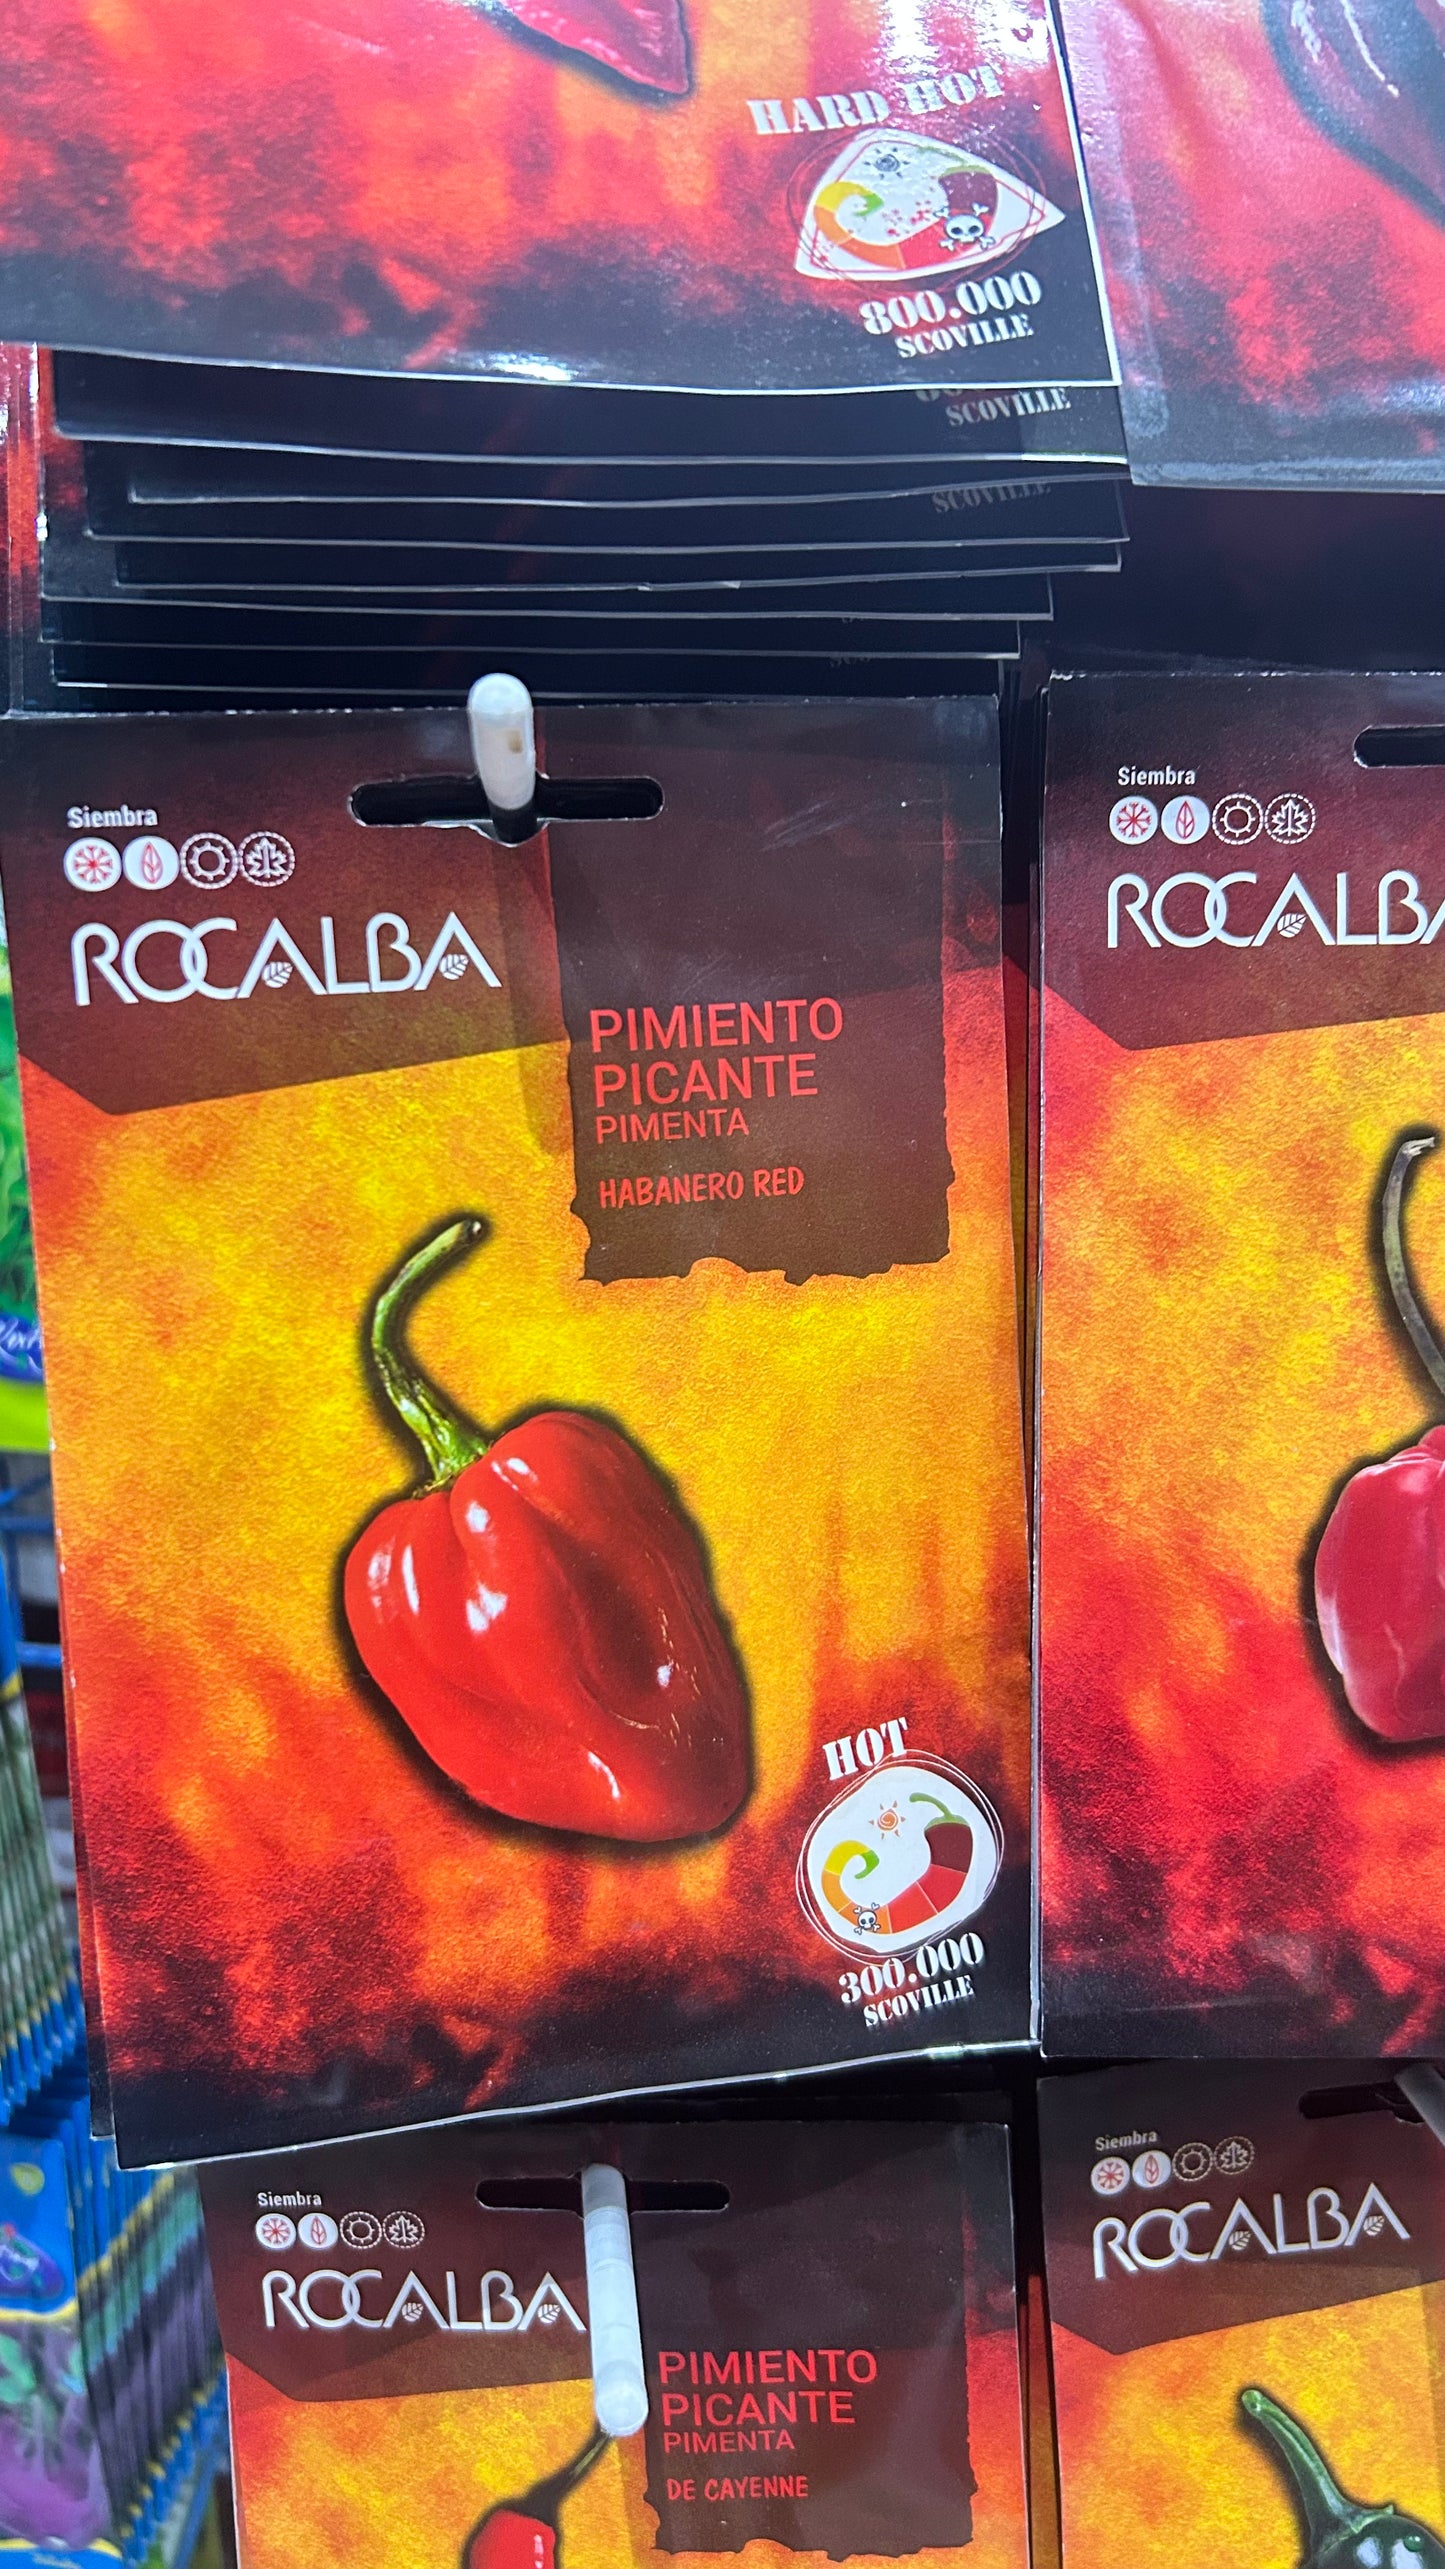 HARD HOT
800.000
SCOVILLE
SCOVILLE
SCOVILLE
Siembra
ROCALBA
PIMIENTO
PICANTE
PIMENTA
HABANERO RED
HOT
300.000
SCOVILLE
Siembra
ROCALBA
Siembra
ROCALBA
PIMIENTO
PICANTE
PIMENTA
DE CAYENNE
Siembra
ROCALBA